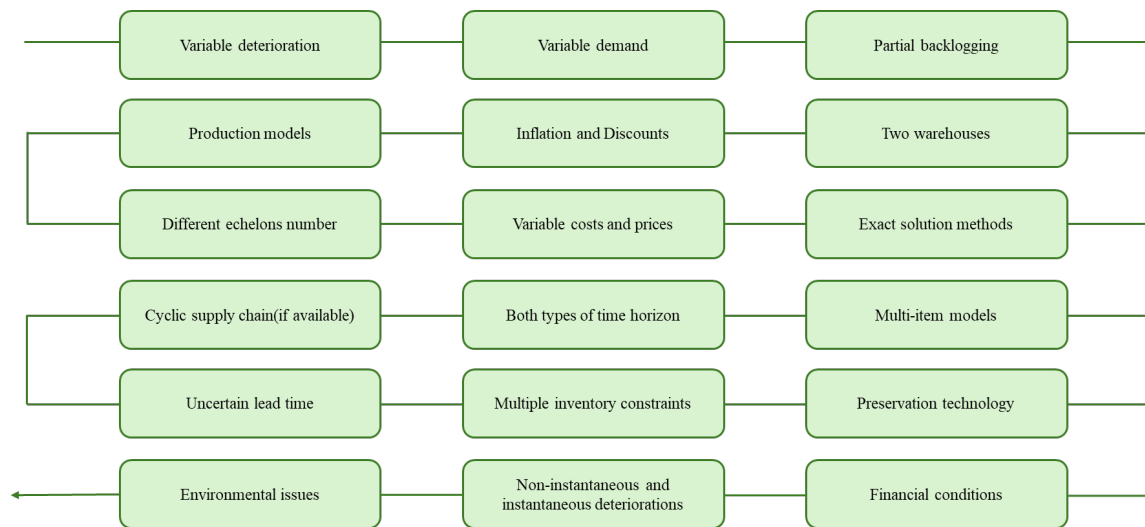 Variable deterioration
Variable demand
Partial backlogging
Production models
Inflation and Discounts
Two warehouses
Different echelons number
Variable costs and prices
Exact solution methods
Cyclic supply chain(if available)
Both types of time horizon
Multi-item models
Uncertain lead time
Multiple inventory constraints
Preservation technology
Environmental issues
Non-instantaneous and
instantaneous deteriorations
Financial conditions